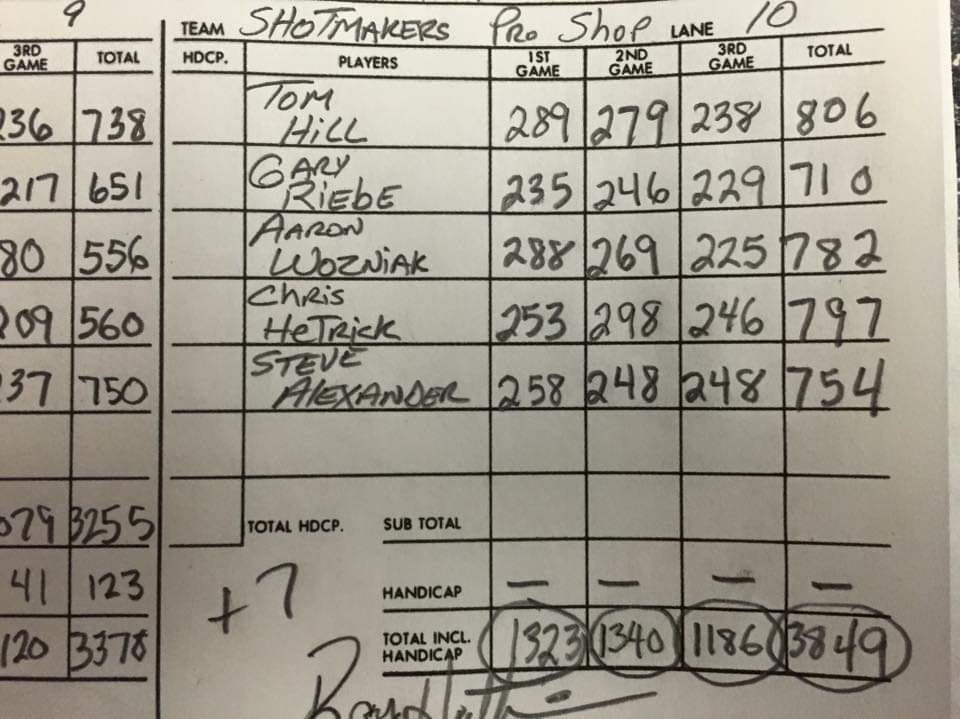 9 TEAM SHOTMAKERS Pro Shop LANE 10
3RD GAME TOTAL HDCP. PLAYERS 1ST GAME 2ND GAME 3RD GAME TOTAL
236 738 TOM HILL 289 279 238 806
217 651 GARY RIEBE 235 246 229 710
80 556 AARON WOZNIAK 288 269 225 782
209 560 CHRIS HETRICK 253 298 246 797
37 750 STEVE ALEXANDER 258 248 248 754
079 3255 TOTAL HDCP. SUB TOTAL
41 123 +7 HANDICAP — — — —
120 3378 TOTAL INCL. HANDICAP 1323 1340 1186 3849